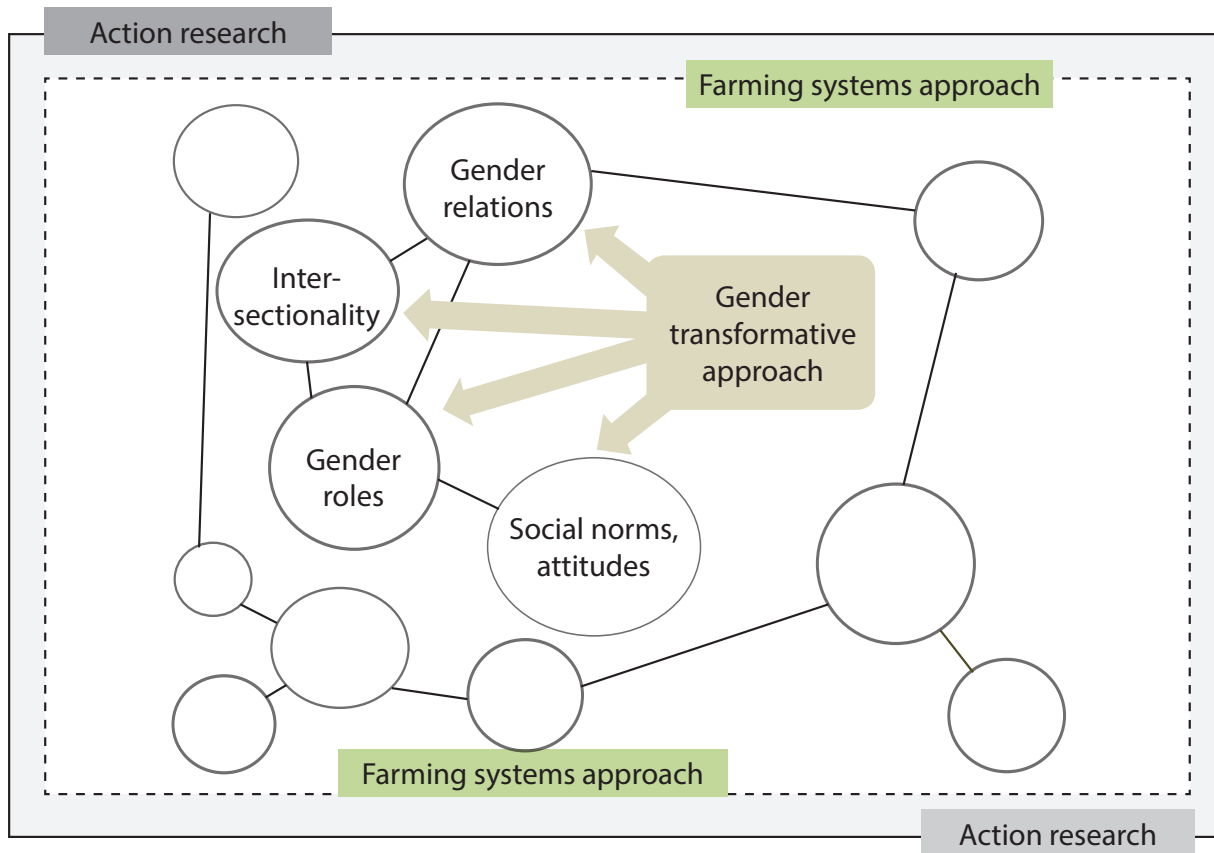 Action research
Farming systems approach
Gender
relations
Inter-
sectionality
Gender
transformative
approach
Gender
roles
Social norms,
attitudes
Farming systems approach
Action research